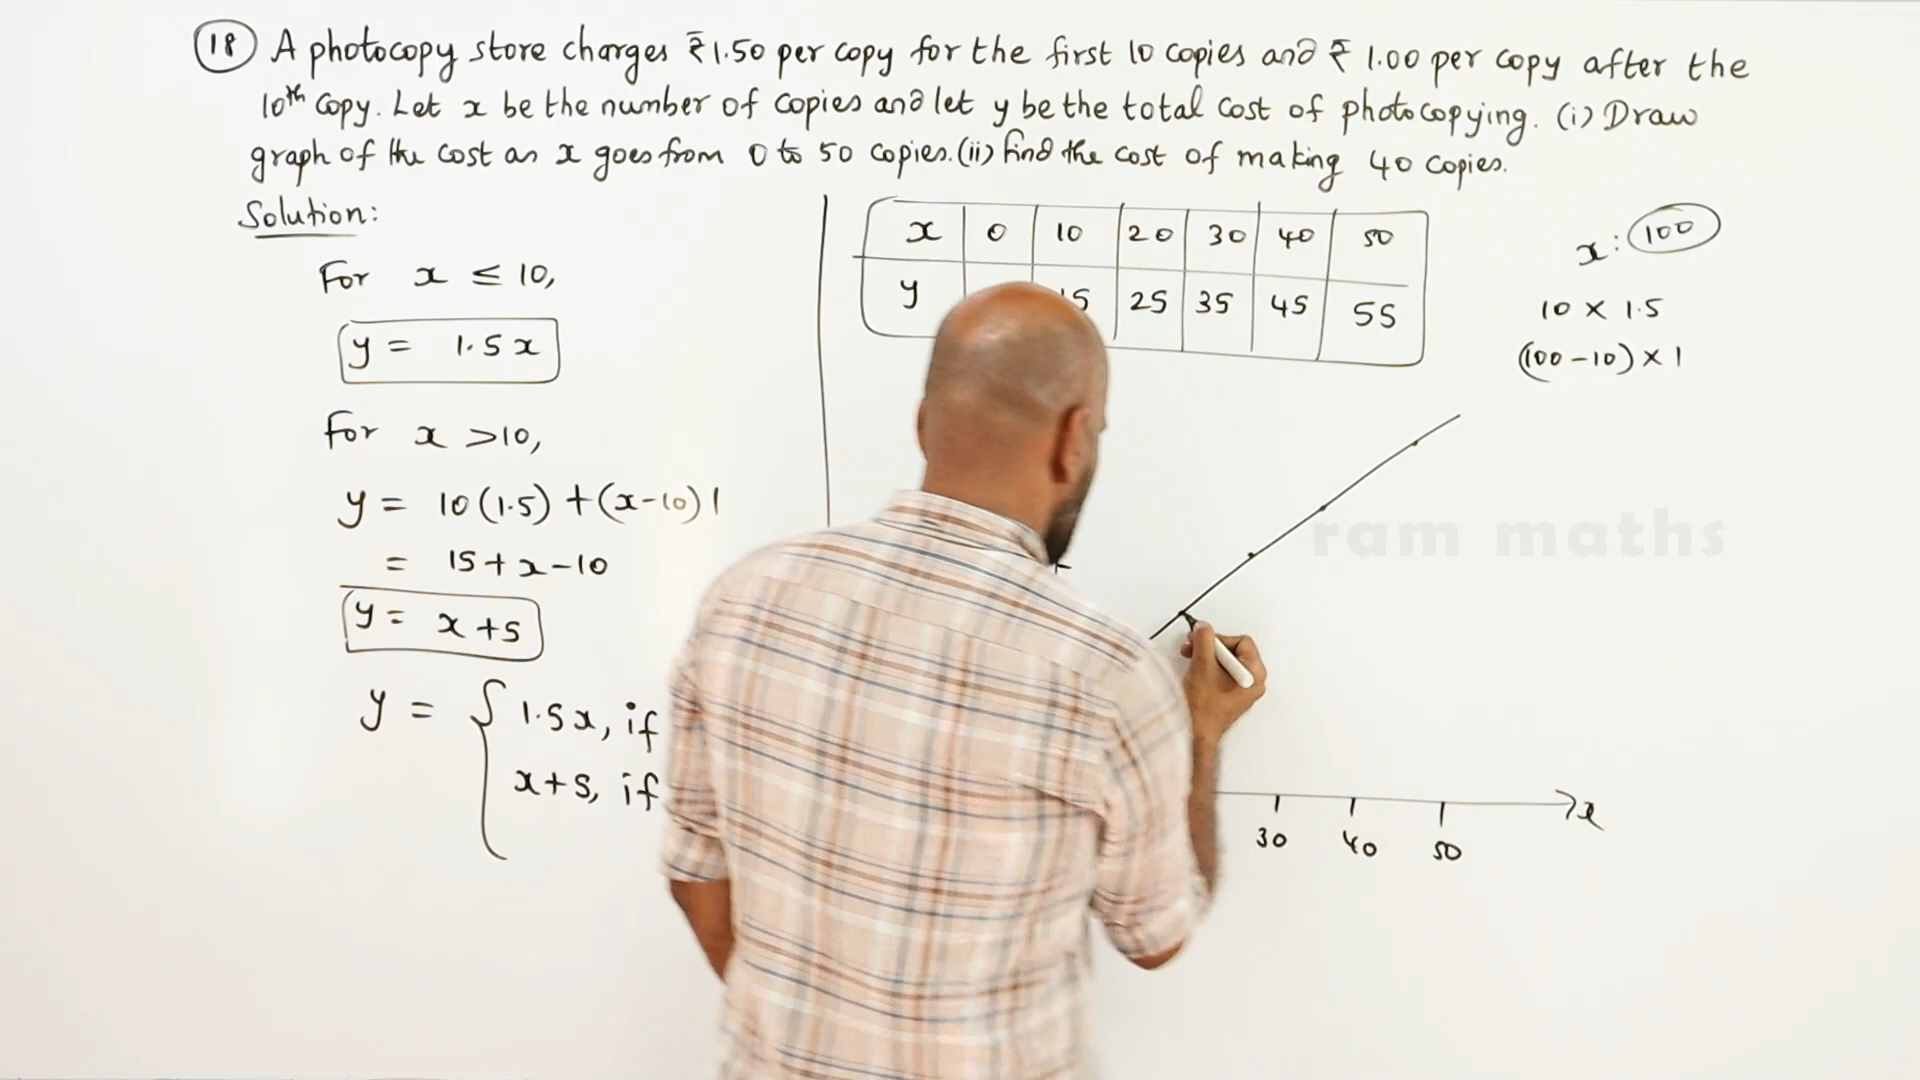 18 A photocopy store charges ₹1.50 per copy for the first 10 copies and ₹ 1.00 per copy after the
10th copy. Let x be the number of copies and let y be the total cost of photocopying. (i) Draw
graph of the cost as x goes from 0 to 50 copies. (ii) find the cost of making 40 copies.
Solution:
For x ≤ 10,
y = 1.5x
For x >10,
y = 10(1.5) + (x-10)1
= 15 + x - 10
y = x + 5
y = { 1.5x, if
x+5, if
x 0 10 20 30 40 50
y 15 25 35 45 55
x: 100
10 × 1.5
(100-10) × 1
ram maths
30 40 50
x